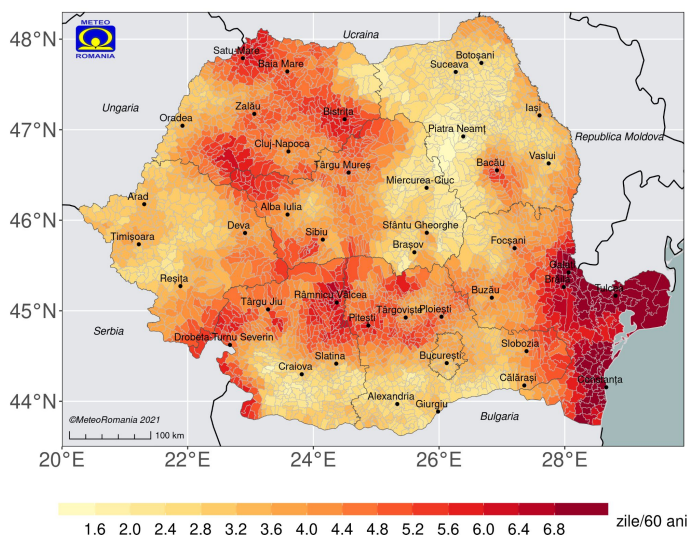 METEO
ROMANIA
48°N
47°N
46°N
45°N
44°N
20°E
22°E
24°E
26°E
28°E
Ucraina
Ungaria
Republica Moldova
Serbia
Bulgaria
Satu-Mare
Baia Mare
Botoșani
Suceava
Zalău
Bistrița
Iași
Oradea
Piatra Neamț
Cluj-Napoca
Târgu Mureș
Bacău
Vaslui
Miercurea-Ciuc
Arad
Alba Iulia
Deva
Sibiu
Sfântu Gheorghe
Timișoara
Brașov
Focșani
Reșița
Râmnicu Vâlcea
Buzău
Brăila
Tulcea
Târgu Jiu
Târgoviște
Ploiești
Pitești
Drobeta-Turnu Severin
Slatina
București
Slobozia
Craiova
Călărași
Constanța
Alexandria
Giurgiu
©MeteoRomania 2021
100 km
1.6 2.0 2.4 2.8 3.2 3.6 4.0 4.4 4.8 5.2 5.6 6.0 6.4 6.8
zile/60 ani